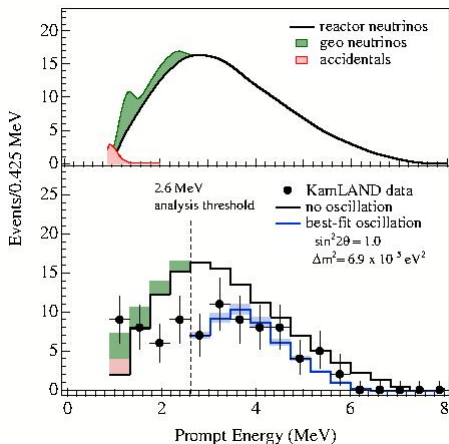 reactor neutrinos
geo neutrinos
accidentals
20
15
10
5
0
Events/0.425 MeV
2.6 MeV
analysis threshold
KamLAND data
no oscillation
best-fit oscillation
sin²2θ = 1.0
Δm² = 6.9 x 10⁻⁵ eV²
25
20
15
10
5
0
0 2 4 6 8
Prompt Energy (MeV)